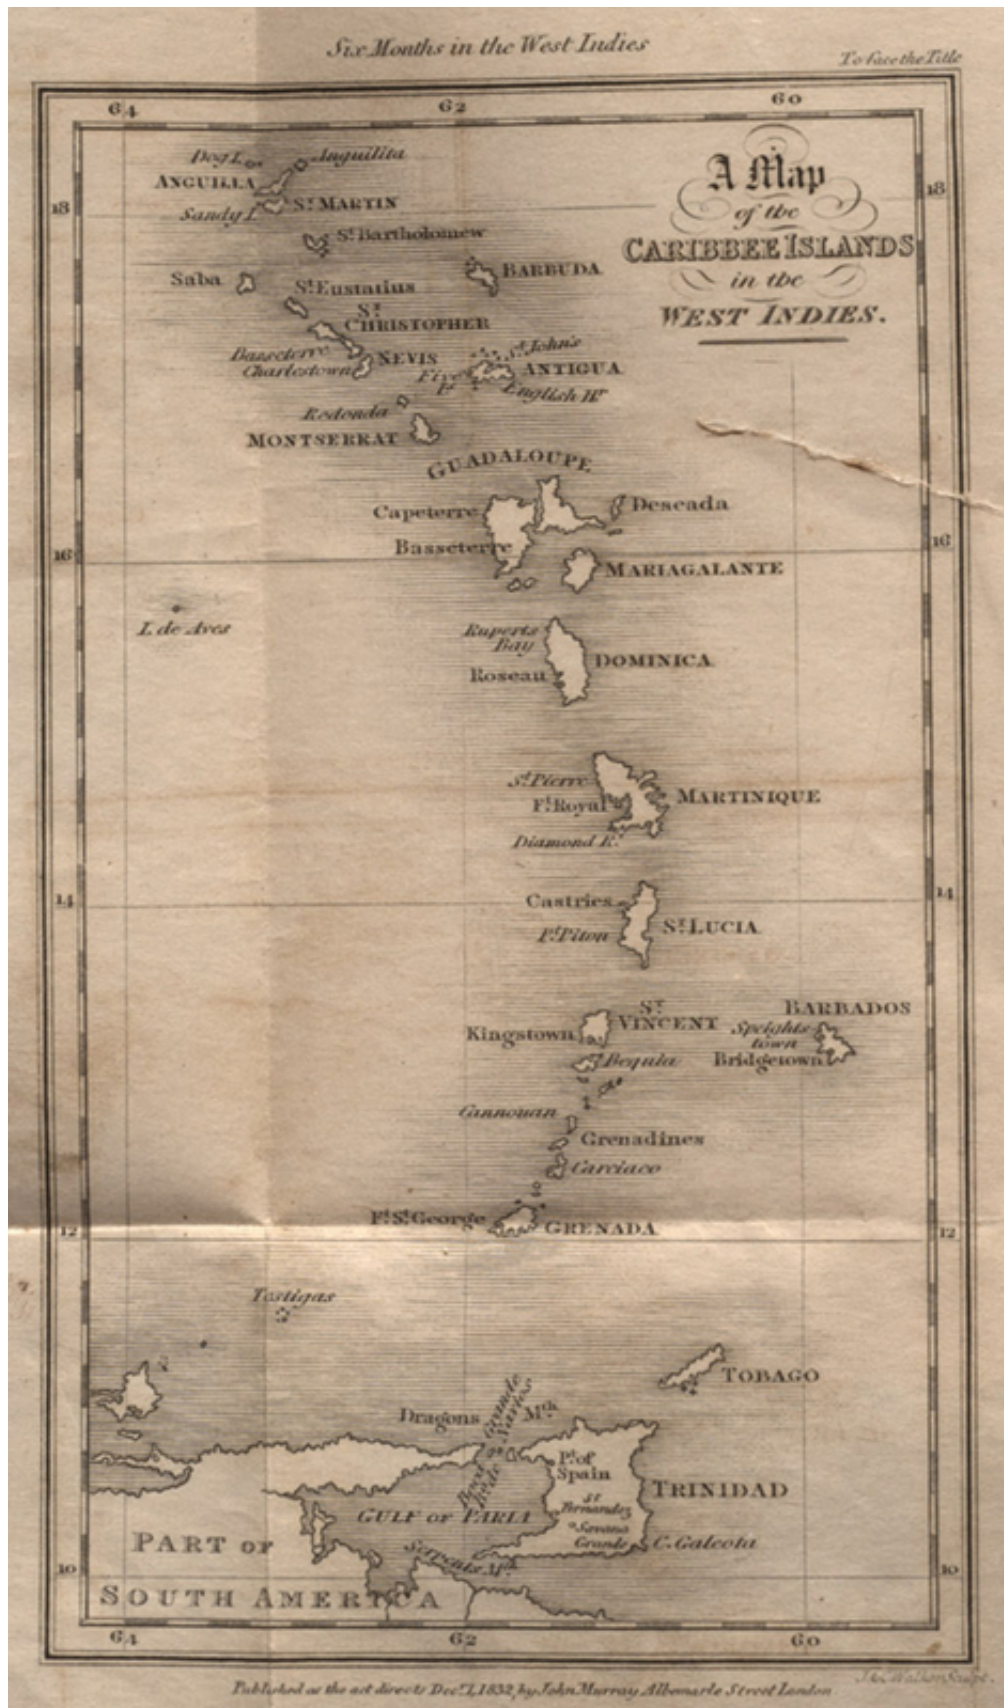 Six Months in the West Indies
To face the Title
64
62
60
A Map
of the
CARIBBEE ISLANDS
in the
WEST INDIES.
Dog I.
Anguilita
ANGUILLA
18
18
Sandy I.
St. MARTIN
St. Bartholomew
Saba
BARBUDA
St. Eustatius
St.
CHRISTOPHER
Basseterre
NEVIS
Charlestown
St. John's
ANTIGUA
Five
English Hr.
Redonda
MONTSERRAT
GUADALOUPE
Capeterre
Deseada
Basseterre
16
16
MARIAGALANTE
I. de Aves
Ruperts
Bay
DOMINICA
Roseau
St. Pierre
Ft. Royal
MARTINIQUE
Diamond R.
14
14
Castries
Pt. Piton
St. LUCIA
St.
VINCENT
Kingstown
BARBADOS
Speights
town
Bridgetown
Bequia
Cannouan
Grenadines
Carriaco
Ft. St. George
GRENADA
12
12
Testigas
TOBAGO
Dragons Mth.
Grande
Pt. of
Spain
TRINIDAD
GULF OF PARIA
St.
Fernandez
Savana
Grande
C. Galeota
Serpents Mth.
PART OF
SOUTH AMERICA
10
10
64
62
60
Published as the act directs Decr. 1, 1832, by John Murray Albemarle Street London.
J. & C. Walker Sculpt.